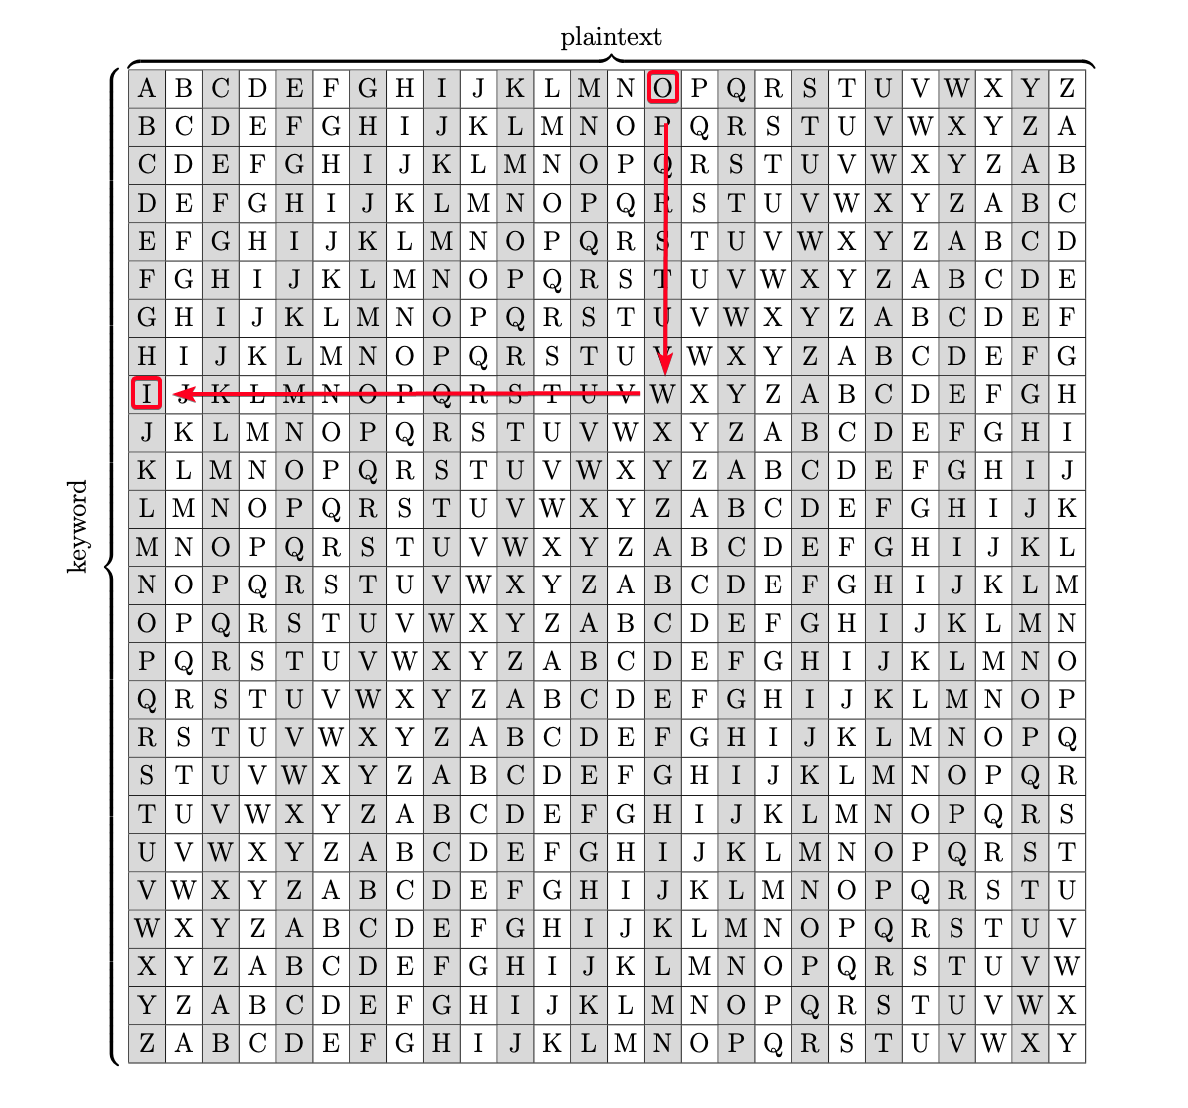 plaintext
A B C D E F G H I J K L M N O P Q R S T U V W X Y Z
B C D E F G H I J K L M N O P Q R S T U V W X Y Z A
C D E F G H I J K L M N O P Q R S T U V W X Y Z A B
D E F G H I J K L M N O P Q R S T U V W X Y Z A B C
E F G H I J K L M N O P Q R S T U V W X Y Z A B C D
F G H I J K L M N O P Q R S T U V W X Y Z A B C D E
G H I J K L M N O P Q R S T U V W X Y Z A B C D E F
H I J K L M N O P Q R S T U V W X Y Z A B C D E F G
I J K L M N O P Q R S T U V W X Y Z A B C D E F G H
J K L M N O P Q R S T U V W X Y Z A B C D E F G H I
K L M N O P Q R S T U V W X Y Z A B C D E F G H I J
L M N O P Q R S T U V W X Y Z A B C D E F G H I J K
M N O P Q R S T U V W X Y Z A B C D E F G H I J K L
N O P Q R S T U V W X Y Z A B C D E F G H I J K L M
O P Q R S T U V W X Y Z A B C D E F G H I J K L M N
P Q R S T U V W X Y Z A B C D E F G H I J K L M N O
Q R S T U V W X Y Z A B C D E F G H I J K L M N O P
R S T U V W X Y Z A B C D E F G H I J K L M N O P Q
S T U V W X Y Z A B C D E F G H I J K L M N O P Q R
T U V W X Y Z A B C D E F G H I J K L M N O P Q R S
U V W X Y Z A B C D E F G H I J K L M N O P Q R S T
V W X Y Z A B C D E F G H I J K L M N O P Q R S T U
W X Y Z A B C D E F G H I J K L M N O P Q R S T U V
X Y Z A B C D E F G H I J K L M N O P Q R S T U V W
Y Z A B C D E F G H I J K L M N O P Q R S T U V W X
Z A B C D E F G H I J K L M N O P Q R S T U V W X Y
keyword